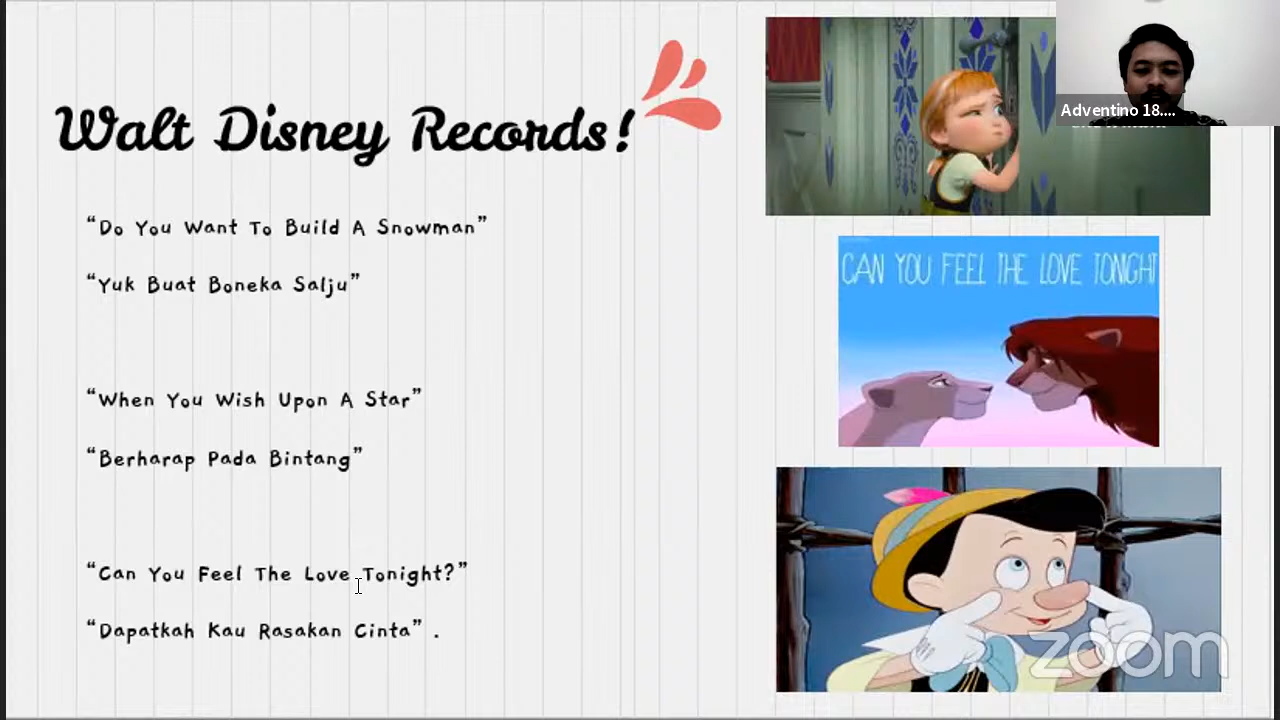 Walt Disney Records!
“Do You Want To Build A Snowman”
“Yuk Buat Boneka Salju”
“When You Wish Upon A Star”
“Berharap Pada Bintang”
“Can You Feel The Love Tonight?”
“Dapatkah Kau Rasakan Cinta” .
Adventino 18....
CAN YOU FEEL THE LOVE TONIGHT
zoom